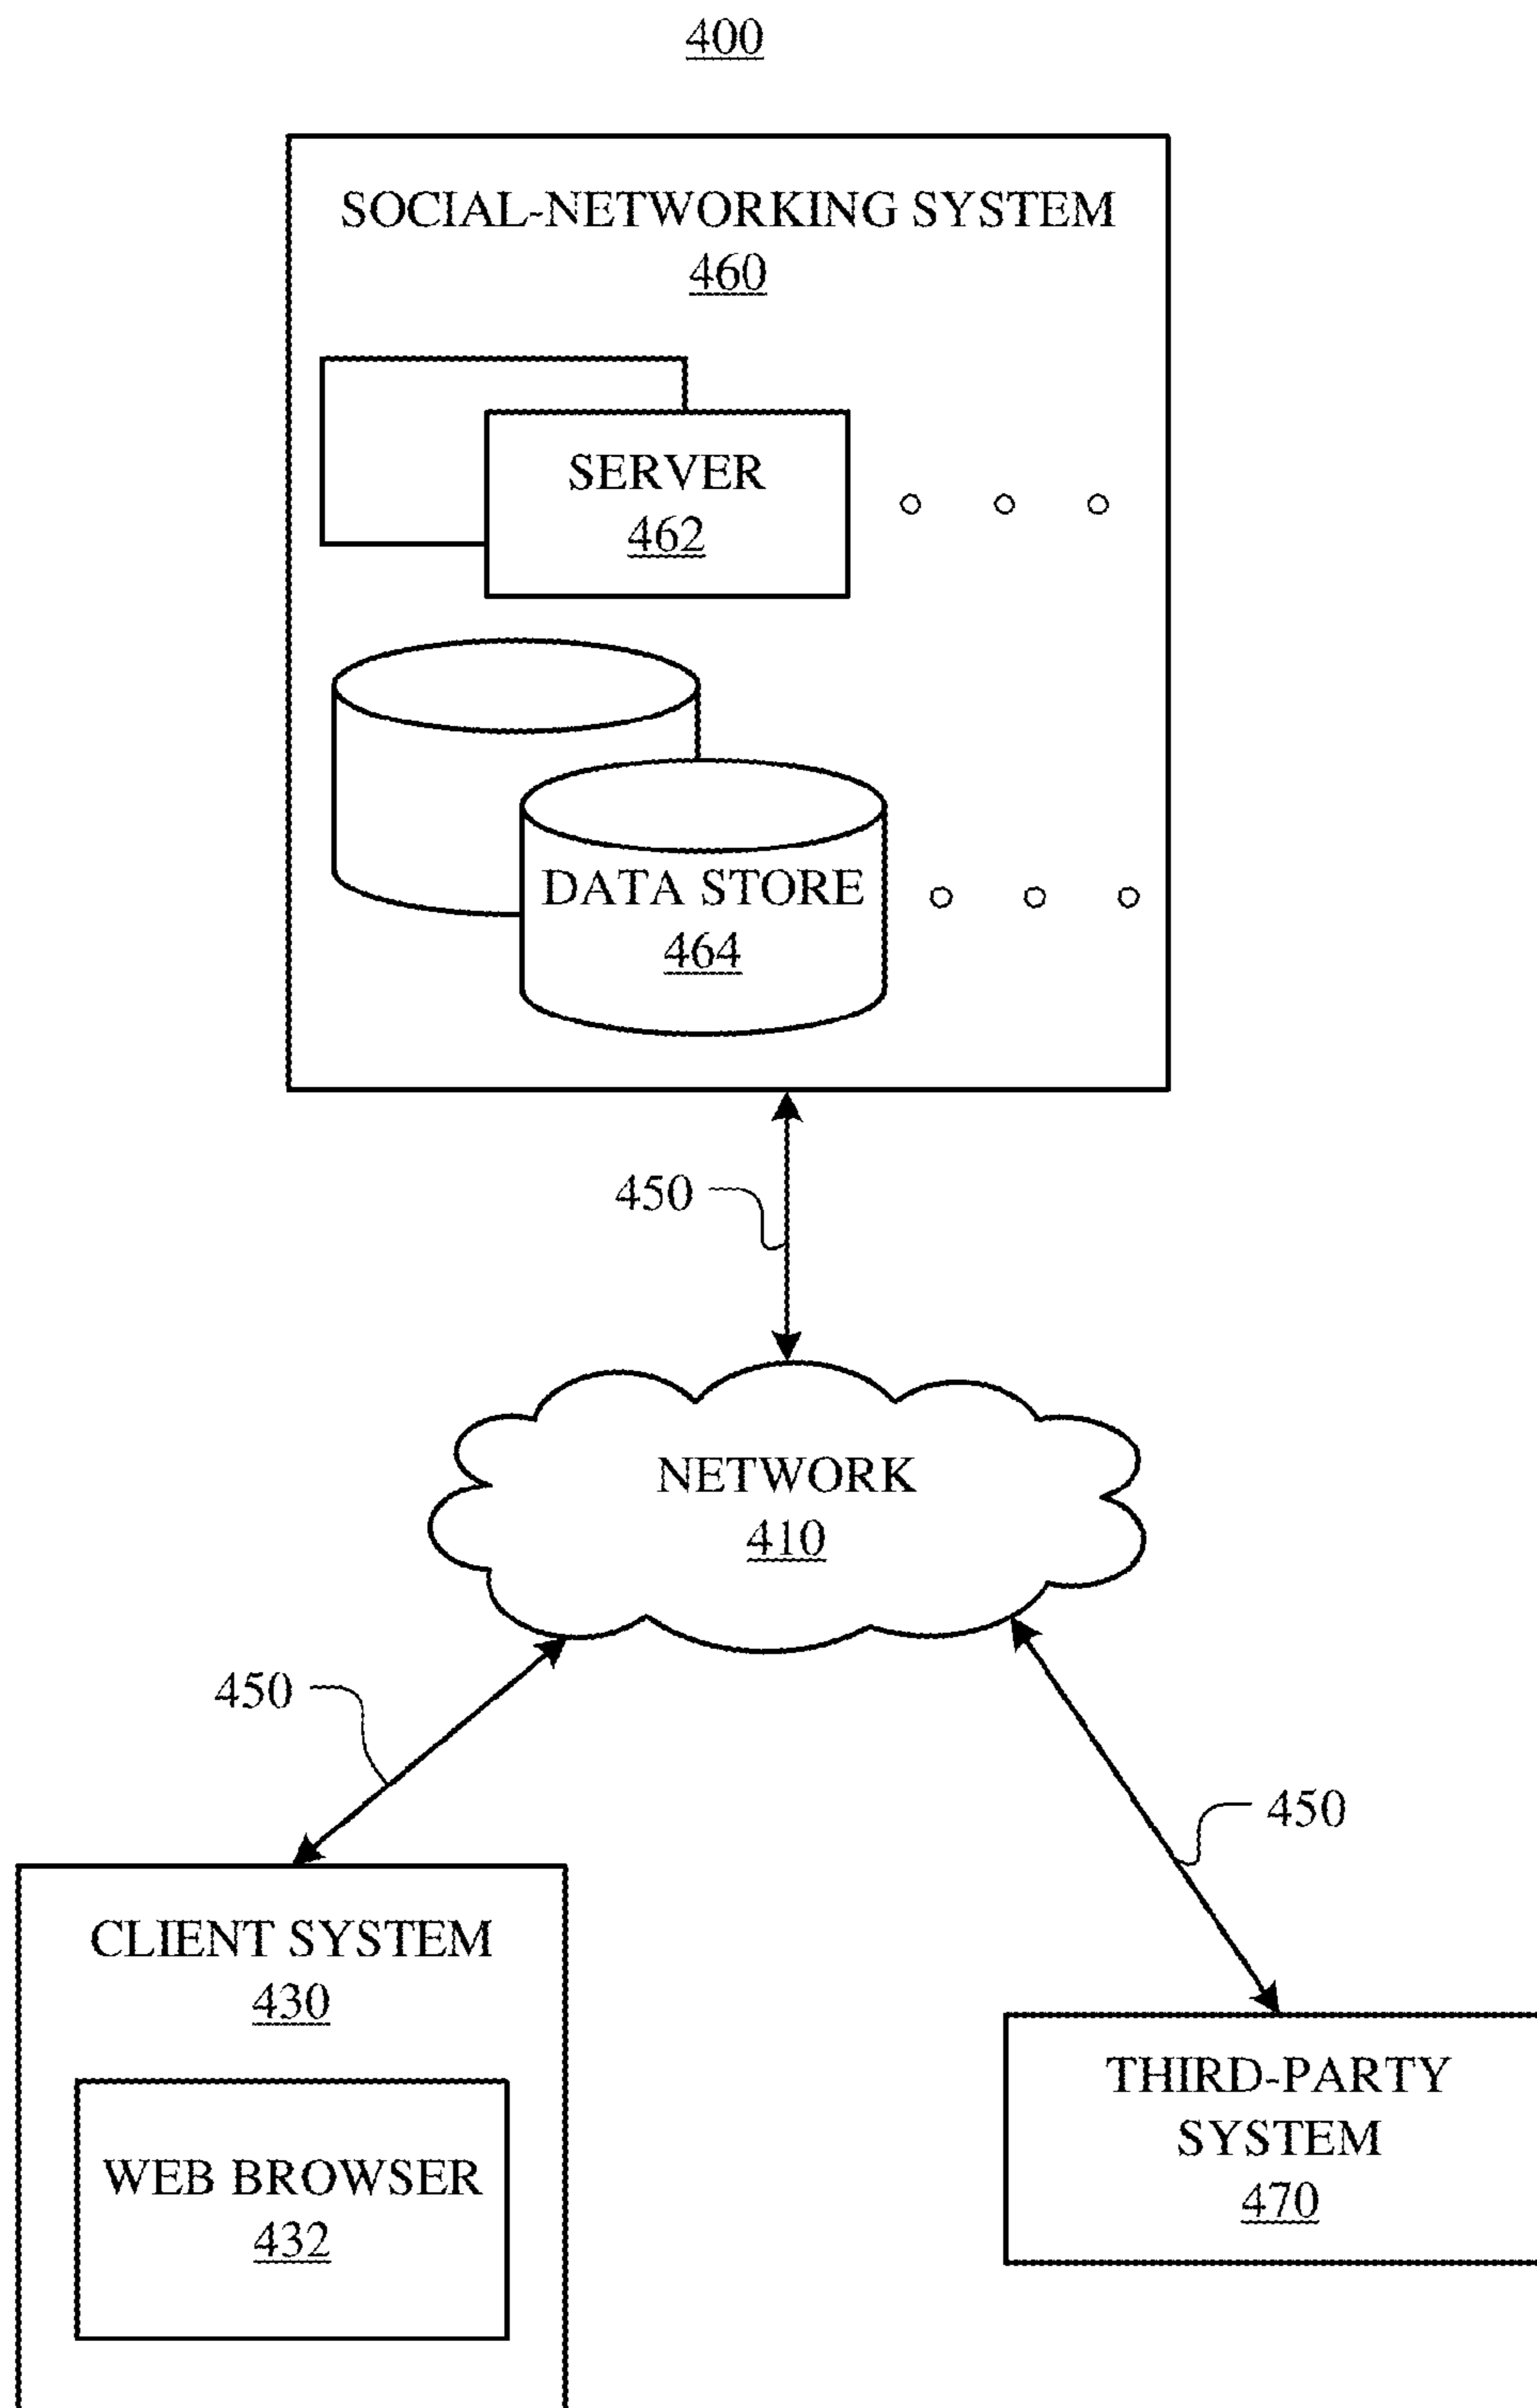 400
SOCIAL-NETWORKING SYSTEM
460
SERVER
462
DATA STORE
464
450
NETWORK
410
450
450
CLIENT SYSTEM
430
WEB BROWSER
432
THIRD-PARTY
SYSTEM
470